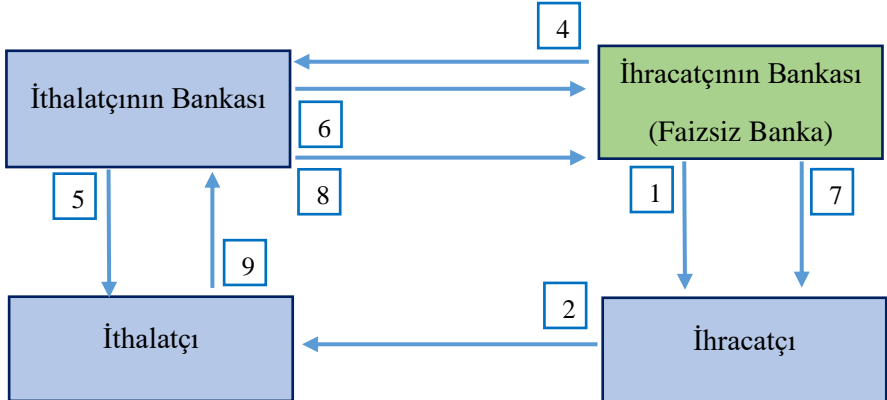 4
İthalatçının Bankası
İhracatçının Bankası
(Faizsiz Banka)
6
5
8
1
7
9
2
İthalatçı
İhracatçı